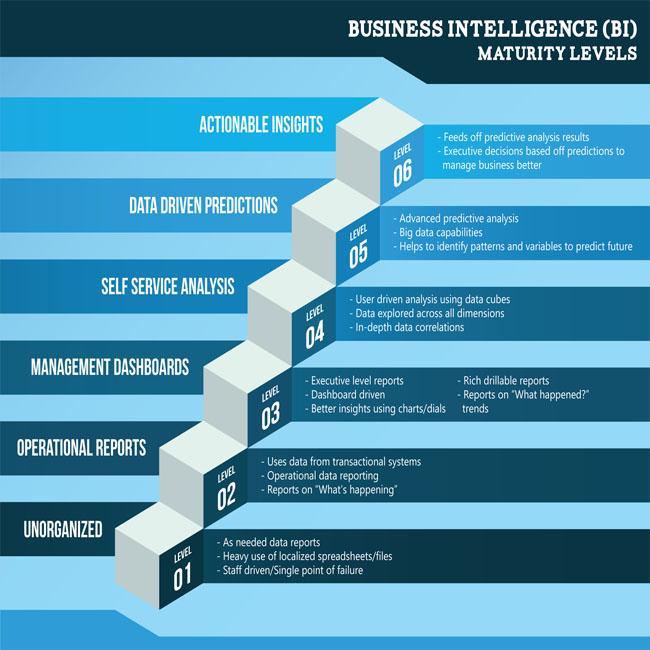 BUSINESS INTELLIGENCE (BI)
MATURITY LEVELS
ACTIONABLE INSIGHTS
LEVEL
06
- Feeds off predictive analysis results
- Executive decisions based off predictions to
manage business better
DATA DRIVEN PREDICTIONS
LEVEL
05
- Advanced predictive analysis
- Big data capabilities
- Helps to identify patterns and variables to predict future
SELF SERVICE ANALYSIS
LEVEL
04
- User driven analysis using data cubes
- Data explored across all dimensions
- In-depth data correlations
MANAGEMENT DASHBOARDS
LEVEL
03
- Executive level reports
- Dashboard driven
- Better insights using charts/dials
- Rich drillable reports
- Reports on “What happened?”
trends
OPERATIONAL REPORTS
LEVEL
02
- Uses data from transactional systems
- Operational data reporting
- Reports on “What's happening”
UNORGANIZED
LEVEL
01
- As needed data reports
- Heavy use of localized spreadsheets/files
- Staff driven/Single point of failure